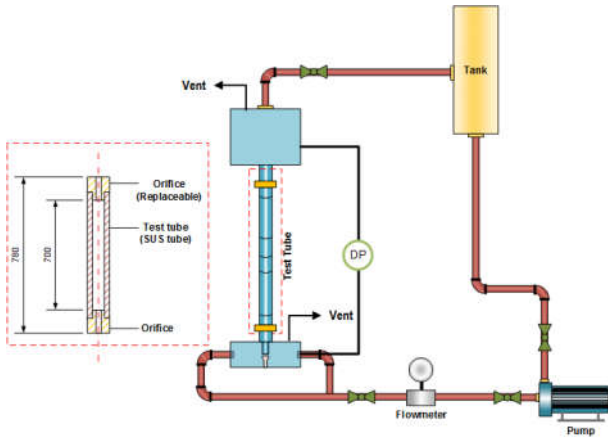 Vent
Tank
Orifice
(Replaceable)
Test tube
(SUS tube)
780
700
Orifice
Test Tube
DP
Vent
Flowmeter
Pump